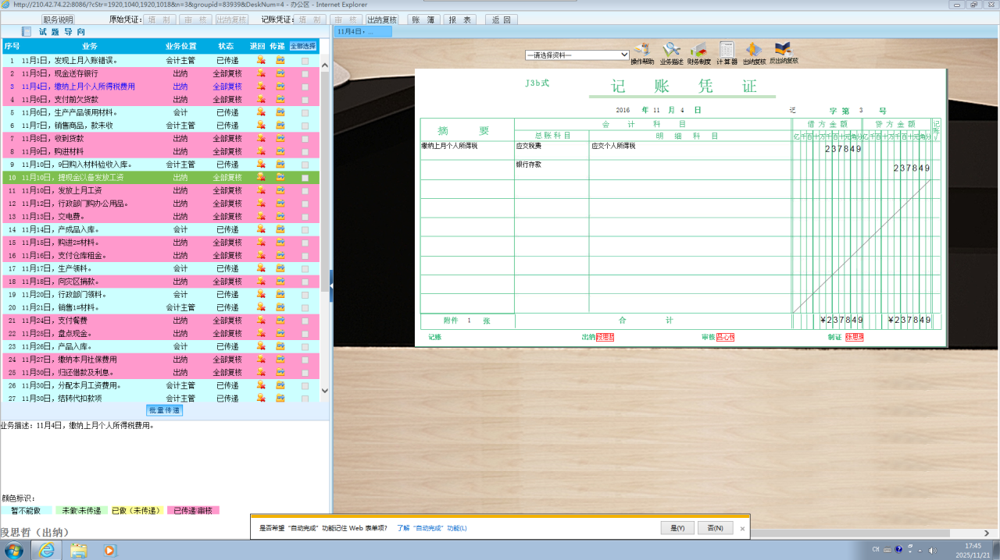 http://210.42.74.22:8086/?cStr=1920,1040,1920,1018&tn=3&groupid=83939&DeskNum=4 - 办公区 - Internet Explorer
职务说明 原始凭证: 填 制 审 核 出纳复核 记账凭证: 填 制 审 核 出纳复核 账 簿 报 表 返 回
试 题 导 向
11月4日，...
序号 业务 业务位置 状态 退回 传递 全部选择
1 11月1日，发现上月入账错误。 会计主管 已传递
2 11月3日，现金送存银行 出纳 全部复核
3 11月4日，缴纳上月个人所得税费用 出纳 全部复核
4 11月6日，支付前欠货款 出纳 全部复核
5 11月6日，生产产品领用材料。 会计 已传递
6 11月7日，销售商品，款未收 会计主管 已传递
7 11月8日，收到货款 出纳 全部复核
8 11月9日，购进材料 出纳 全部复核
9 11月10日，9日购入材料验收入库。 会计主管 已传递
10 11月10日，提现金以备发放工资 出纳 全部复核
11 11月10日，发放上月工资 出纳 全部复核
12 11月12日，行政部门购办公用品。 出纳 全部复核
13 11月13日，交电费。 出纳 全部复核
14 11月14日，产成品入库。 会计 已传递
15 11月15日，购进2#材料。 出纳 全部复核
16 11月16日，支付仓库租金。 出纳 全部复核
17 11月17日，生产领料。 会计 已传递
18 11月18日，向灾区捐款。 出纳 全部复核
19 11月20日，行政部门领料。 会计 已传递
20 11月21日，销售1#材料。 会计主管 已传递
21 11月24日，支付餐费 出纳 全部复核
22 11月25日，盘点现金。 出纳 全部复核
23 11月26日，产品入库。 会计 已传递
24 11月27日，缴纳本月社保费用 出纳 全部复核
25 11月30日，归还借款及利息。 出纳 全部复核
26 11月30日，分配本月工资费用。 会计主管 已传递
27 11月30日，结转代扣款项 会计主管 已传递
批量传递
业务描述: 11月4日，缴纳上月个人所得税费用。
颜色标识:
暂不能做 未做\未传递 已做（未传递） 已传递\审核
段思哲（出纳）
—请选择资料— 操作帮助 业务描述 财务制度 计算器 出纳复核 反出纳复核
J3b式 记 账 凭 证
2016 年 11 月 4 日 记 字 第 3 号
摘 要 会 计 科 目 借 方 金 额 贷 方 金 额 记账√
总 账 科 目 明 细 科 目 亿千百十万千百十元角分 亿千百十万千百十元角分
缴纳上月个人所得税 应交税费 应交个人所得税 237849
银行存款 237849
附件 1 张 合 计 ¥237849 ¥237849
记账 出纳 段思哲 审核 制证
是否希望“自动完成”功能记住 Web 表单项? 了解“自动完成”功能(L) 是(Y) 否(N) ×
CH 17:45
2025/11/21